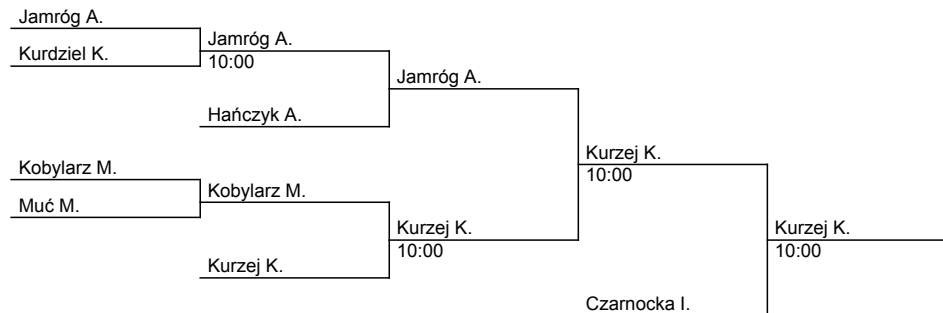 Jamróg A.
Kurdziel K.
Jamróg A.
10:00
Jamróg A.
Hańczyk A.
Kurzej K.
10:00
Kobylarz M.
Kobylarz M.
Muć M.
Kurzej K.
10:00
Kurzej K.
10:00
Kurzej K.
Czarnocka I.